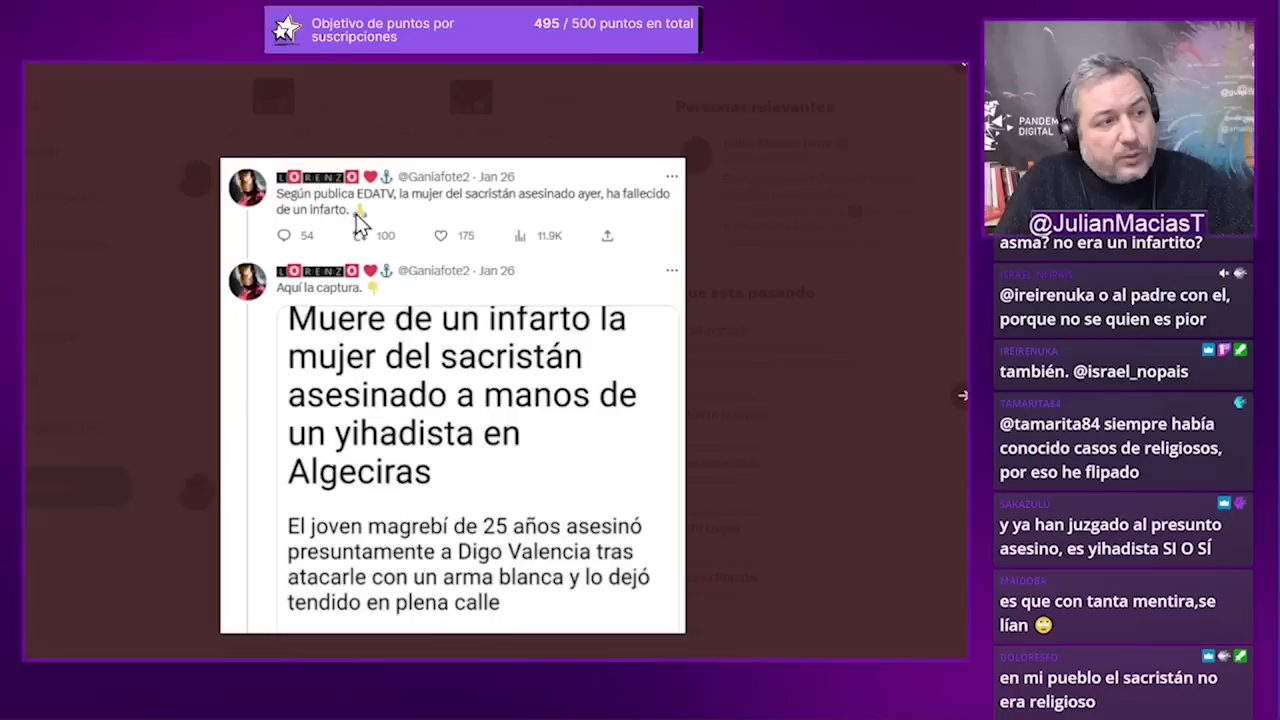 Objetivo de puntos por
suscripciones
495 / 500 puntos en total
Personas relevantes
LORENZO @Ganiafote2 · Jan 26
Según publica EDATV, la mujer del sacristán asesinado ayer, ha fallecido
de un infarto.
54 100 175 11.9K
LORENZO @Ganiafote2 · Jan 26
Aquí la captura.
Muere de un infarto la
mujer del sacristán
asesinado a manos de
un yihadista en
Algeciras
El joven magrebí de 25 años asesinó
presuntamente a Digo Valencia tras
atacarle con un arma blanca y lo dejó
tendido en plena calle
PANDEM
DIGITAL
@JulianMaciasT
asma? no era un infartito?
ISRAEL_NOPAIS
@ireirenuka o al padre con el,
porque no se quien es pior
IREIRENUKA
también. @israel_nopais
TAMARITA84
@tamarita84 siempre había
conocido casos de religiosos,
por eso he flipado
SAKAZULU
y ya han juzgado al presunto
asesino, es yihadista SI O SÍ
MAIDOBA
es que con tanta mentira,se
lían 🙄
DOLORESFO
en mi pueblo el sacristán no
era religioso